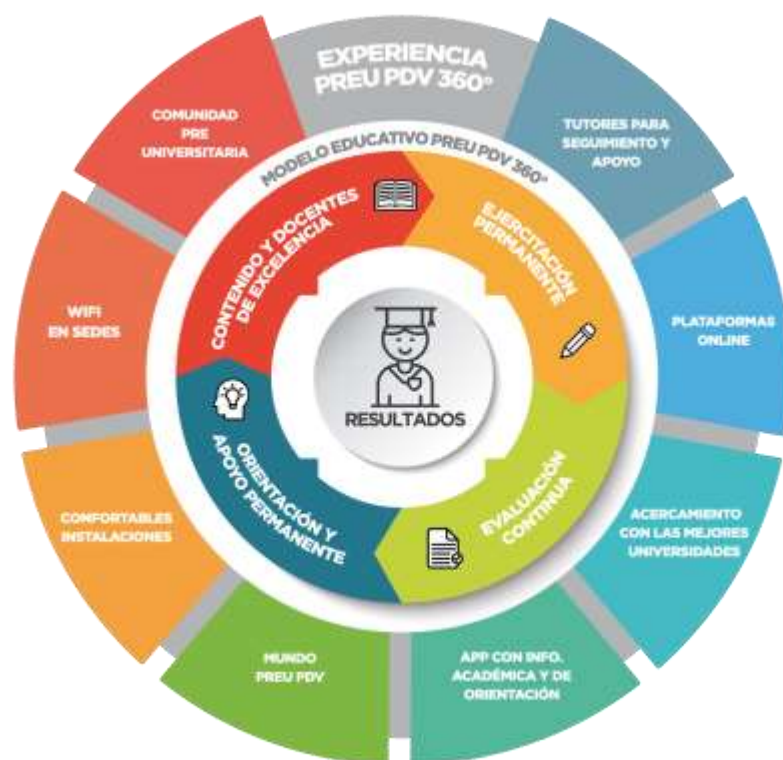 EXPERIENCIA
PREU PDV 360°
TUTORES PARA
SEGUIMIENTO Y
APOYO
PLATAFORMAS
ONLINE
ACERCAMIENTO
CON LAS MEJORES
UNIVERSIDADES
APP CON INFO.
ACADÉMICA Y DE
ORIENTACIÓN
MUNDO
PREU PDV
CONFORTABLES
INSTALACIONES
WIFI
EN SEDES
COMUNIDAD
PRE
UNIVERSITARIA
MODELO EDUCATIVO PREU PDV 360°
CONTENIDO Y DOCENTES
DE EXCELENCIA
EJERCITACIÓN
PERMANENTE
EVALUACIÓN
CONTINUA
ORIENTACIÓN Y
APOYO PERMANENTE
RESULTADOS